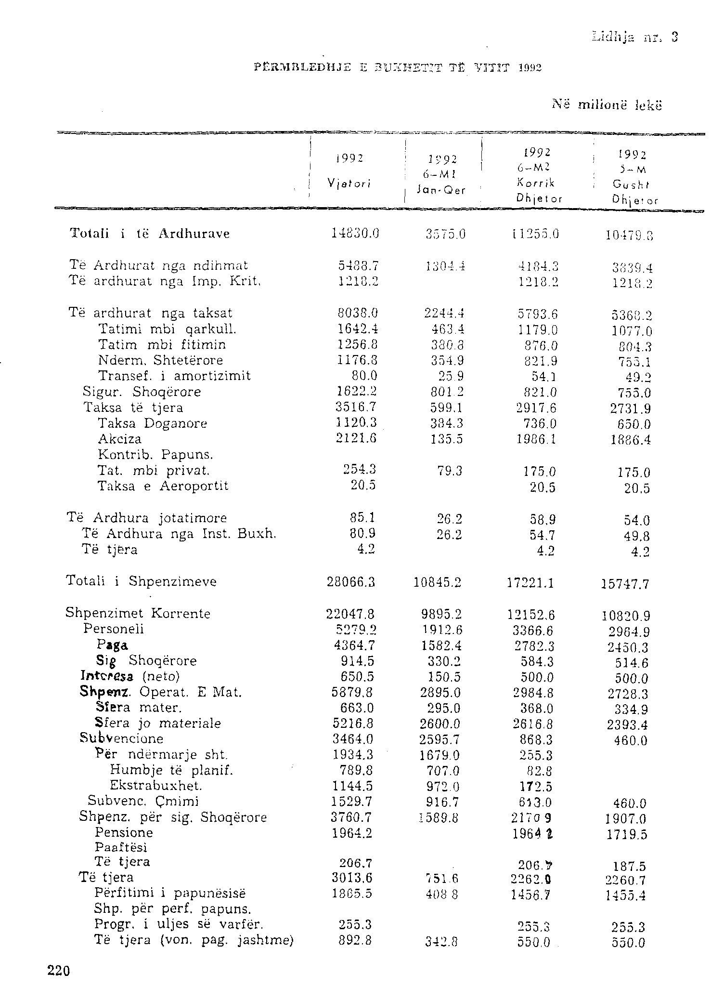 Lidhja nr. 3
PËRMBLEDHJE E BUXHETIT TË VITIT 1992
Në milionë lekë
1992 1992 1992 1992
6–M1 6–M2 5–M
Vjetori Jan-Qer Korrik Gusht
Dhjetor Dhjetor
Totali i të Ardhurave 14830.0 3575.0 11255.0 10479.8
Të Ardhurat nga ndihmat 5488.7 1304.4 4184.3 3839.4
Të ardhurat nga Imp. Krit. 1218.2 1218.2 1218.2
Të ardhurat nga taksat 8038.0 2244.4 5793.6 5368.2
Tatimi mbi qarkull. 1642.4 463.4 1179.0 1077.0
Tatim mbi fitimin 1256.8 380.8 876.0 804.3
Nderm. Shtetërore 1176.8 354.9 821.9 755.1
Transef. i amortizimit 80.0 25.9 54.1 49.2
Sigur. Shoqërore 1622.2 801.2 821.0 755.0
Taksa të tjera 3516.7 599.1 2917.6 2731.9
Taksa Doganore 1120.3 384.3 736.0 650.0
Akciza 2121.6 135.5 1986.1 1886.4
Kontrib. Papuns.
Tat. mbi privat. 254.3 79.3 175.0 175.0
Taksa e Aeroportit 20.5 20.5 20.5
Të Ardhura jotatimore 85.1 26.2 58.9 54.0
Të Ardhura nga Inst. Buxh. 80.9 26.2 54.7 49.8
Të tjëra 4.2 4.2 4.2
Totali i Shpenzimeve 28066.3 10845.2 17221.1 15747.7
Shpenzimet Korrente 22047.8 9895.2 12152.6 10820.9
Personeli 5279.2 1912.6 3366.6 2964.9
Paga 4364.7 1582.4 2782.3 2450.3
Sig Shoqërore 914.5 330.2 584.3 514.6
Interesa (neto) 650.5 150.5 500.0 500.0
Shpenz. Operat. E Mat. 5879.8 2895.0 2984.8 2728.3
Sfera mater. 663.0 295.0 368.0 334.9
Sfera jo materiale 5216.8 2600.0 2616.8 2393.4
Subvencione 3464.0 2595.7 868.3 460.0
Për ndërmarje sht. 1934.3 1679.0 255.3
Humbje të planif. 789.8 707.0 82.8
Ekstrabuxhet. 1144.5 972.0 172.5
Subvenc. Çmimi 1529.7 916.7 613.0 460.0
Shpenz. për sig. Shoqërore 3760.7 1589.8 2170 9 1907.0
Pensione 1964.2 1964 2 1719.5
Paaftësi
Të tjera 206.7 206.7 187.5
Të tjera 3013.6 751.6 2262.0 2260.7
Përfitimi i papunësisë 1865.5 408 8 1456.7 1455.4
Shp. për perf. papuns.
Progr. i uljes së varfër. 255.3 255.3 255.3
Të tjera (von. pag. jashtme) 892.8 342.8 550.0 550.0
220